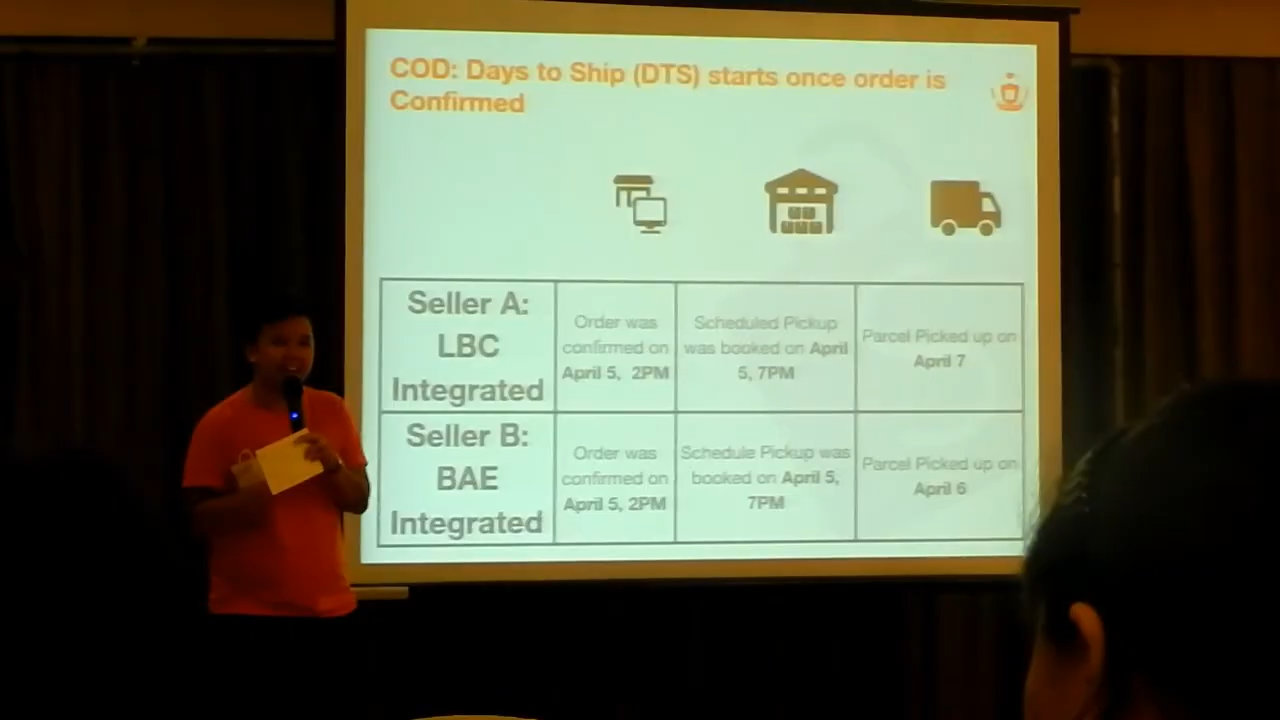 COD: Days to Ship (DTS) starts once order is
Confirmed
Seller A:
LBC
Integrated
Order was
confirmed on
April 5, 2PM
Scheduled Pickup
was booked on April
5, 7PM
Parcel Picked up on
April 7
Seller B:
BAE
Integrated
Order was
confirmed on
April 5, 2PM
Schedule Pickup was
booked on April 5,
7PM
Parcel Picked up on
April 6